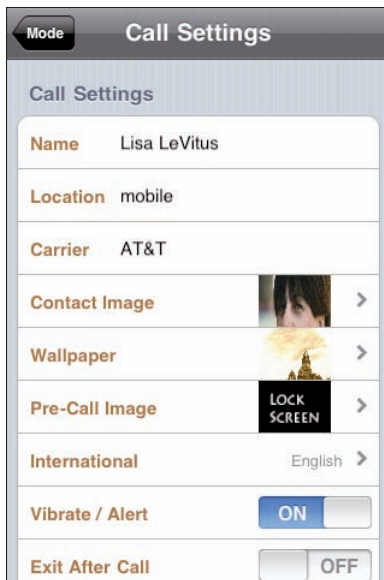 Mode Call Settings
Call Settings
Name Lisa LeVitus
Location mobile
Carrier AT&T
Contact Image
Wallpaper
Pre-Call Image LOCK
SCREEN
International English
Vibrate / Alert ON
Exit After Call OFF